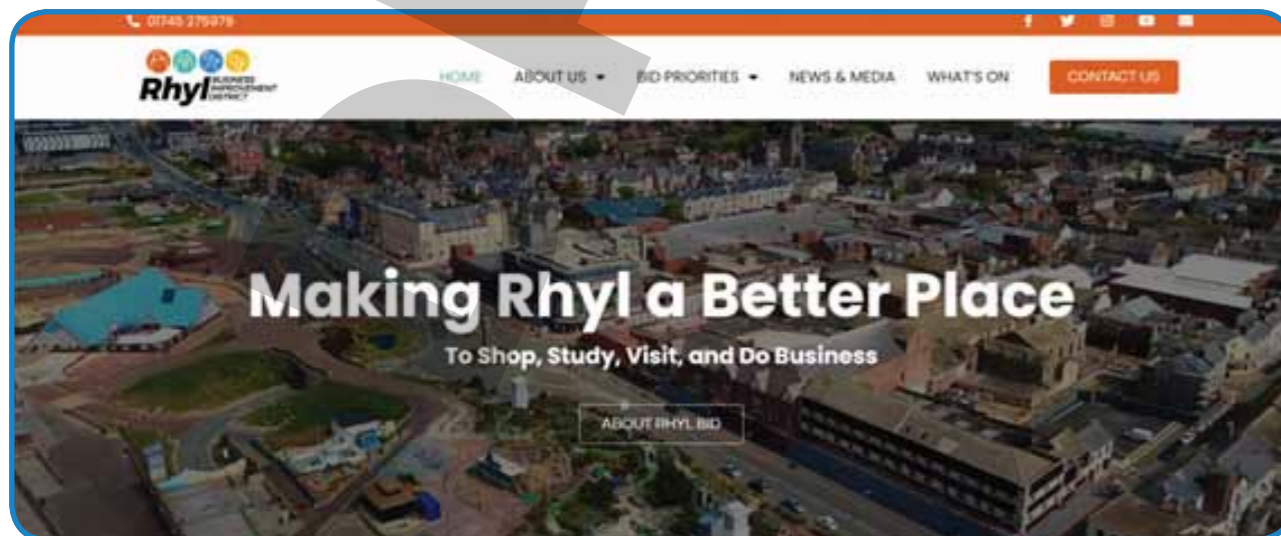 01745 275975
Rhyl BUSINESS IMPROVEMENT DISTRICT
HOME ABOUT US BID PRIORITIES NEWS & MEDIA WHAT'S ON CONTACT US
Making Rhyl a Better Place
To Shop, Study, Visit, and Do Business
ABOUT RHYL BID